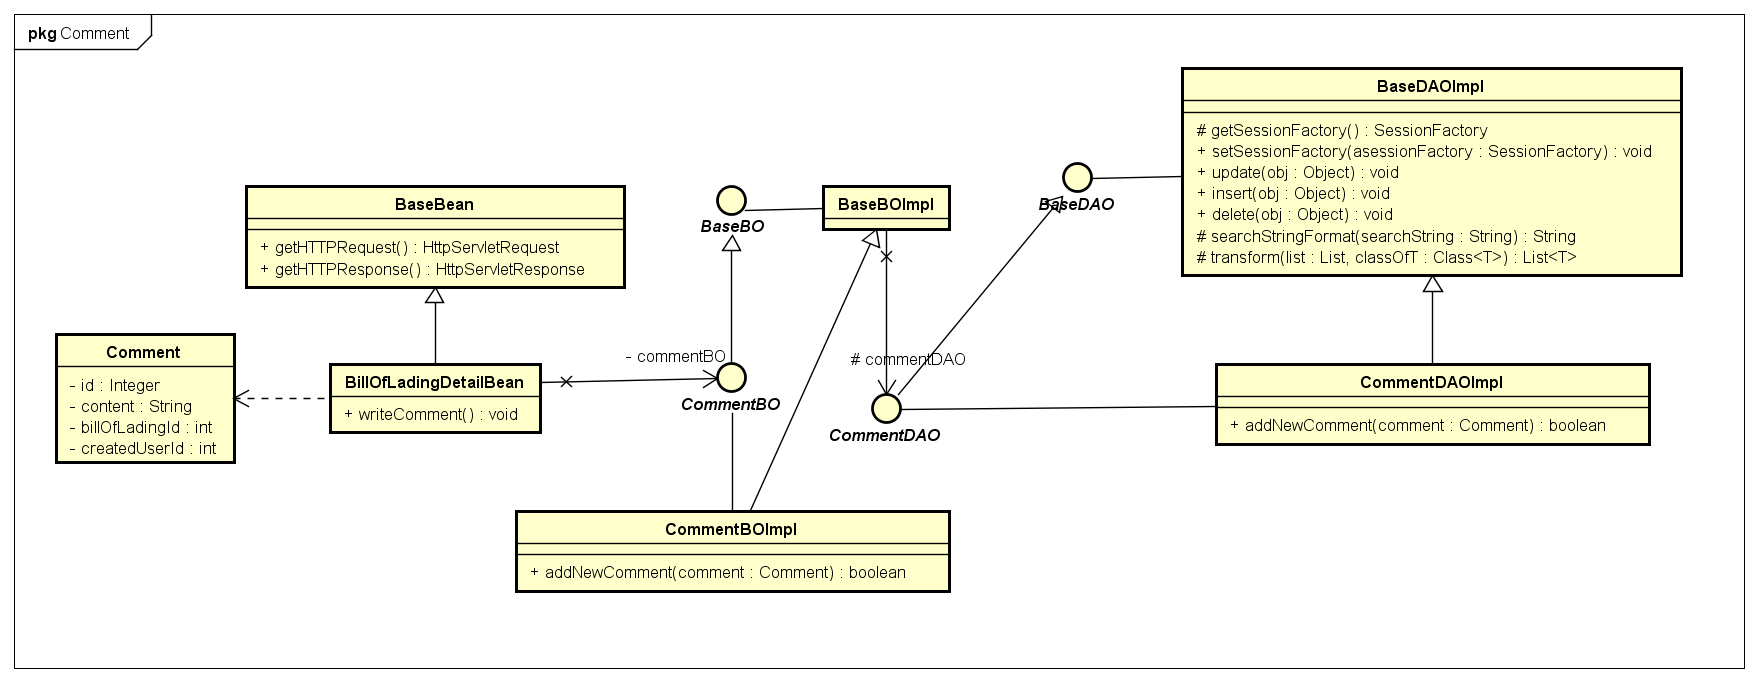 pkg Comment
BaseDAOImpl
# getSessionFactory() : SessionFactory
+ setSessionFactory(asessionFactory : SessionFactory) : void
+ update(obj : Object) : void
+ insert(obj : Object) : void
+ delete(obj : Object) : void
# searchStringFormat(searchString : String) : String
# transform(list : List, classOfT : Class<T>) : List<T>
BaseDAO
BaseBean
+ getHTTPRequest() : HttpServletRequest
+ getHTTPResponse() : HttpServletResponse
BaseBO
BaseBOImpl
Comment
- id : Integer
- content : String
- billOfLadingId : int
- createdUserId : int
BillOfLadingDetailBean
+ writeComment() : void
- commentBO
CommentBO
# commentDAO
CommentDAO
CommentDAOImpl
+ addNewComment(comment : Comment) : boolean
CommentBOImpl
+ addNewComment(comment : Comment) : boolean